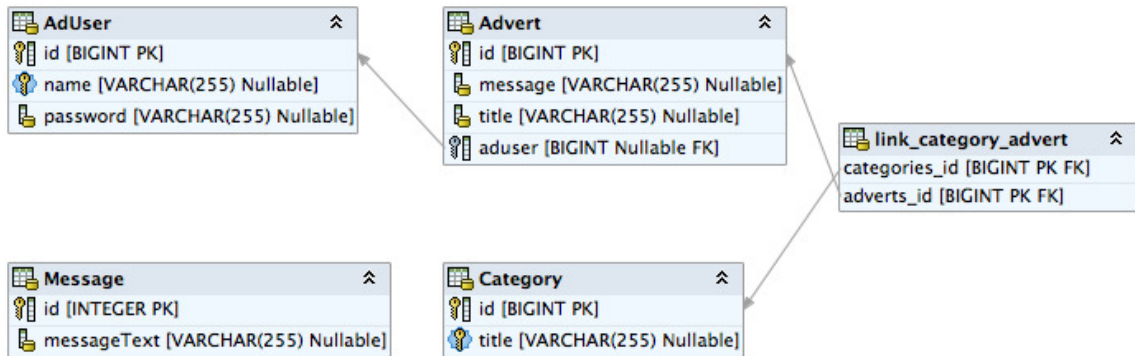 AdUser
id [BIGINT PK]
name [VARCHAR(255) Nullable]
password [VARCHAR(255) Nullable]
Advert
id [BIGINT PK]
message [VARCHAR(255) Nullable]
title [VARCHAR(255) Nullable]
aduser [BIGINT Nullable FK]
link_category_advert
categories_id [BIGINT PK FK]
adverts_id [BIGINT PK FK]
Message
id [INTEGER PK]
messageText [VARCHAR(255) Nullable]
Category
id [BIGINT PK]
title [VARCHAR(255) Nullable]